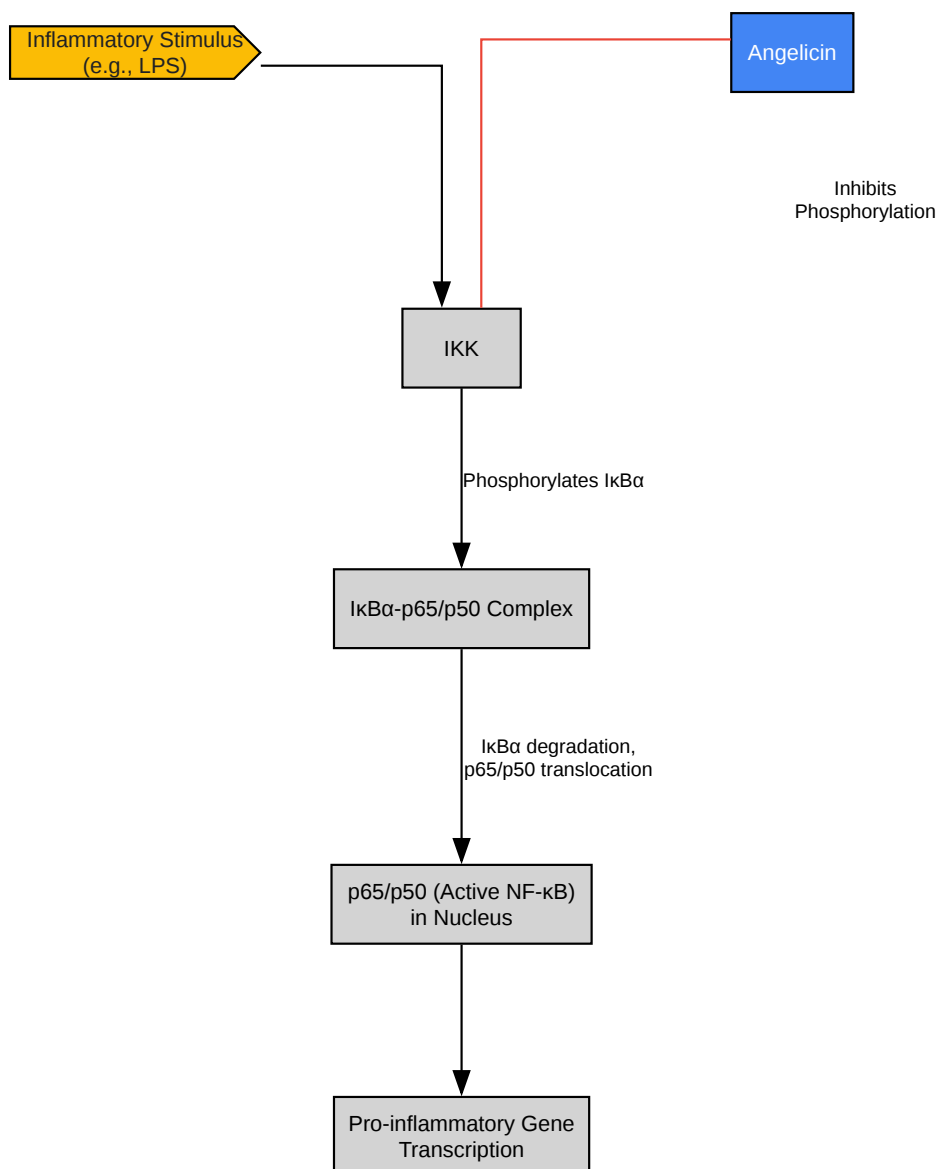 Inflammatory Stimulus
(e.g., LPS)
Angelicin
Inhibits
Phosphorylation
IKK
Phosphorylates IκBα
IκBα-p65/p50 Complex
IκBα degradation,
p65/p50 translocation
p65/p50 (Active NF-κB)
in Nucleus
Pro-inflammatory Gene
Transcription